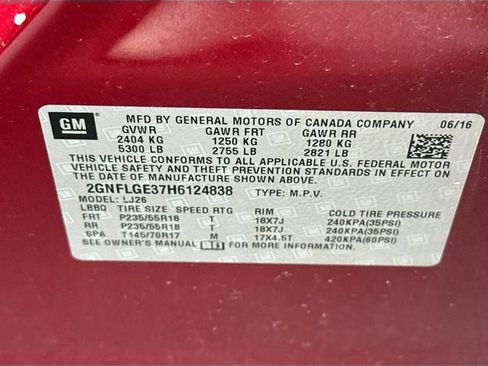 GM
MFD BY GENERAL MOTORS OF CANADA COMPANY 06/16
GVWR GAWR FRT GAWR RR
2404 KG 1250 KG 1280 KG
5300 LB 2755 LB 2821 LB
THIS VEHICLE CONFORMS TO ALL APPLICABLE U.S. FEDERAL MOTOR
VEHICLE SAFETY AND THEFT PREVENTION STANDARDS IN EFFECT
ON THE DATE OF MANUFACTURE SHOWN ABOVE.
2GNFLGE37H6124838 TYPE: M.P.V.
MODEL: LJ26
LBBQ TIRE SIZE SPEED RTG RIM COLD TIRE PRESSURE
FRT P235/55R18 T 18X7J 240KPA(35PSI)
RR P235/55R18 T 18X7J 240KPA(35PSI)
SPA T145/70R17 M 17X4.5T 420KPA(60PSI)
SEE OWNER'S MANUAL FOR ADDITIONAL INFORMATION.